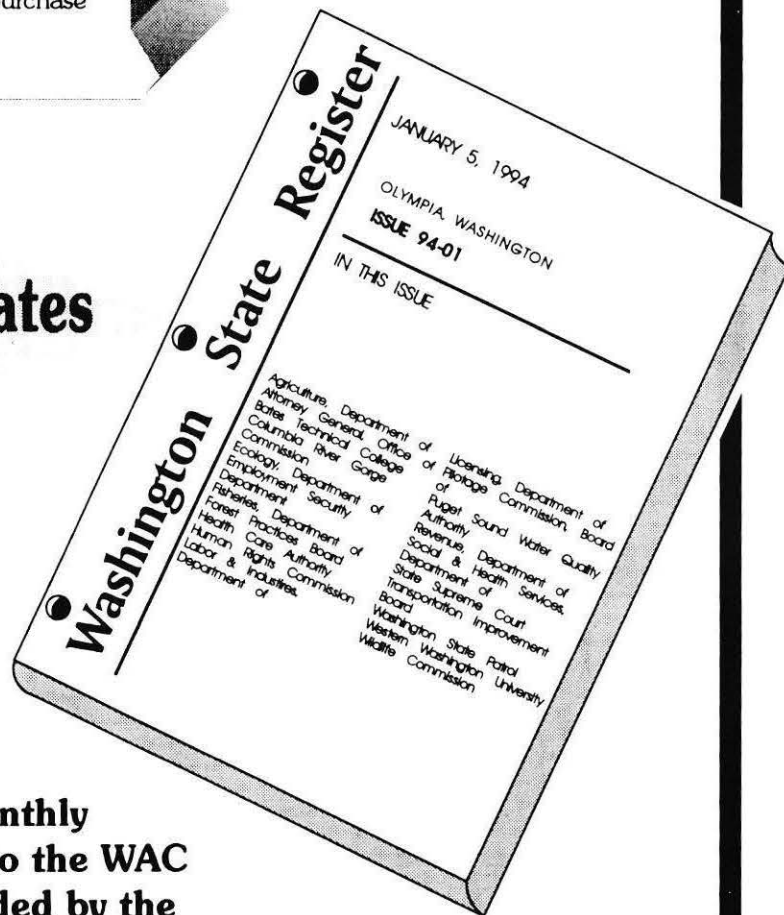 urchase
ates
Washington State Register
JANUARY 5, 1994
OLYMPIA, WASHINGTON
ISSUE 94-01
IN THIS ISSUE
Agriculture, Department of
Attorney General, Office of
Bates Technical College
Columbia River Gorge
Commission
Ecology, Department of
Employment Security
Department
Fisheries, Department of
Forest Practices Board
Health Care Authority
Human Rights Commission
Labor & Industires,
Department of
Licensing, Department of
Pilotage Commission, Board
of
Puget Sound Water Quality
Authority
Revenue, Department of
Social & Health Services,
Department of
State Supreme Court
Transportation Improvement
Board
Washington State Patrol
Western Washington University
Wildlife Commission
nthly
o the WAC
ded by the